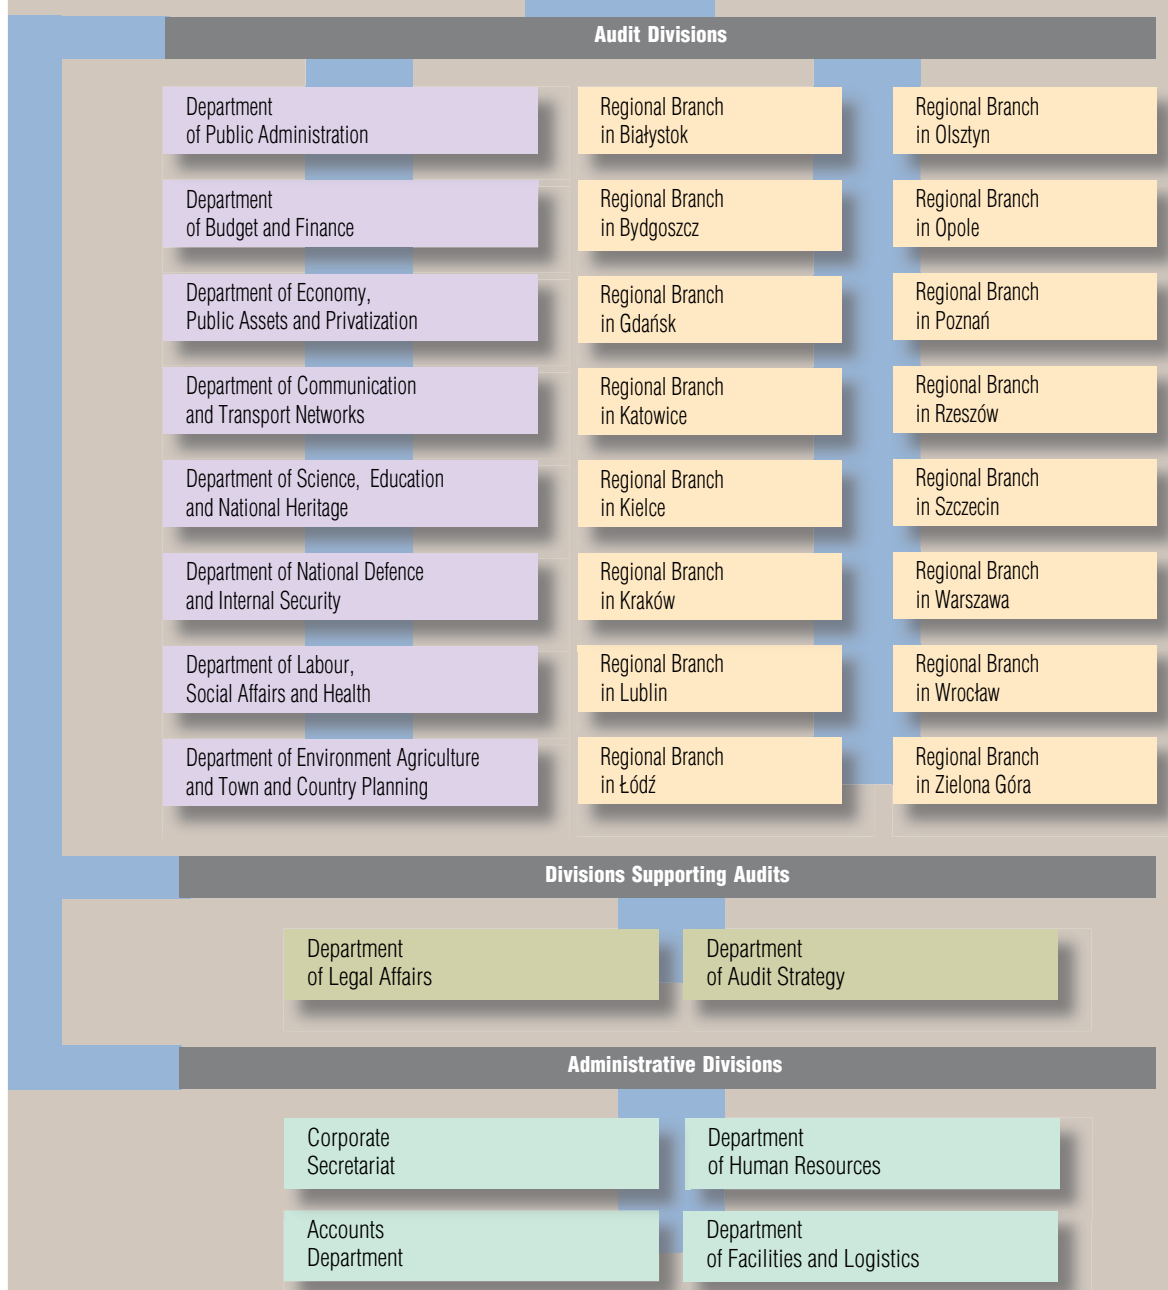 Audit Divisions
Department
of Public Administration
Department
of Budget and Finance
Department of Economy,
Public Assets and Privatization
Department of Communication
and Transport Networks
Department of Science, Education
and National Heritage
Department of National Defence
and Internal Security
Department of Labour,
Social Affairs and Health
Department of Environment Agriculture
and Town and Country Planning
Regional Branch
in Białystok
Regional Branch
in Bydgoszcz
Regional Branch
in Gdańsk
Regional Branch
in Katowice
Regional Branch
in Kielce
Regional Branch
in Kraków
Regional Branch
in Lublin
Regional Branch
in Łódź
Regional Branch
in Olsztyn
Regional Branch
in Opole
Regional Branch
in Poznań
Regional Branch
in Rzeszów
Regional Branch
in Szczecin
Regional Branch
in Warszawa
Regional Branch
in Wrocław
Regional Branch
in Zielona Góra
Divisions Supporting Audits
Department
of Legal Affairs
Department
of Audit Strategy
Administrative Divisions
Corporate
Secretariat
Department
of Human Resources
Accounts
Department
Department
of Facilities and Logistics